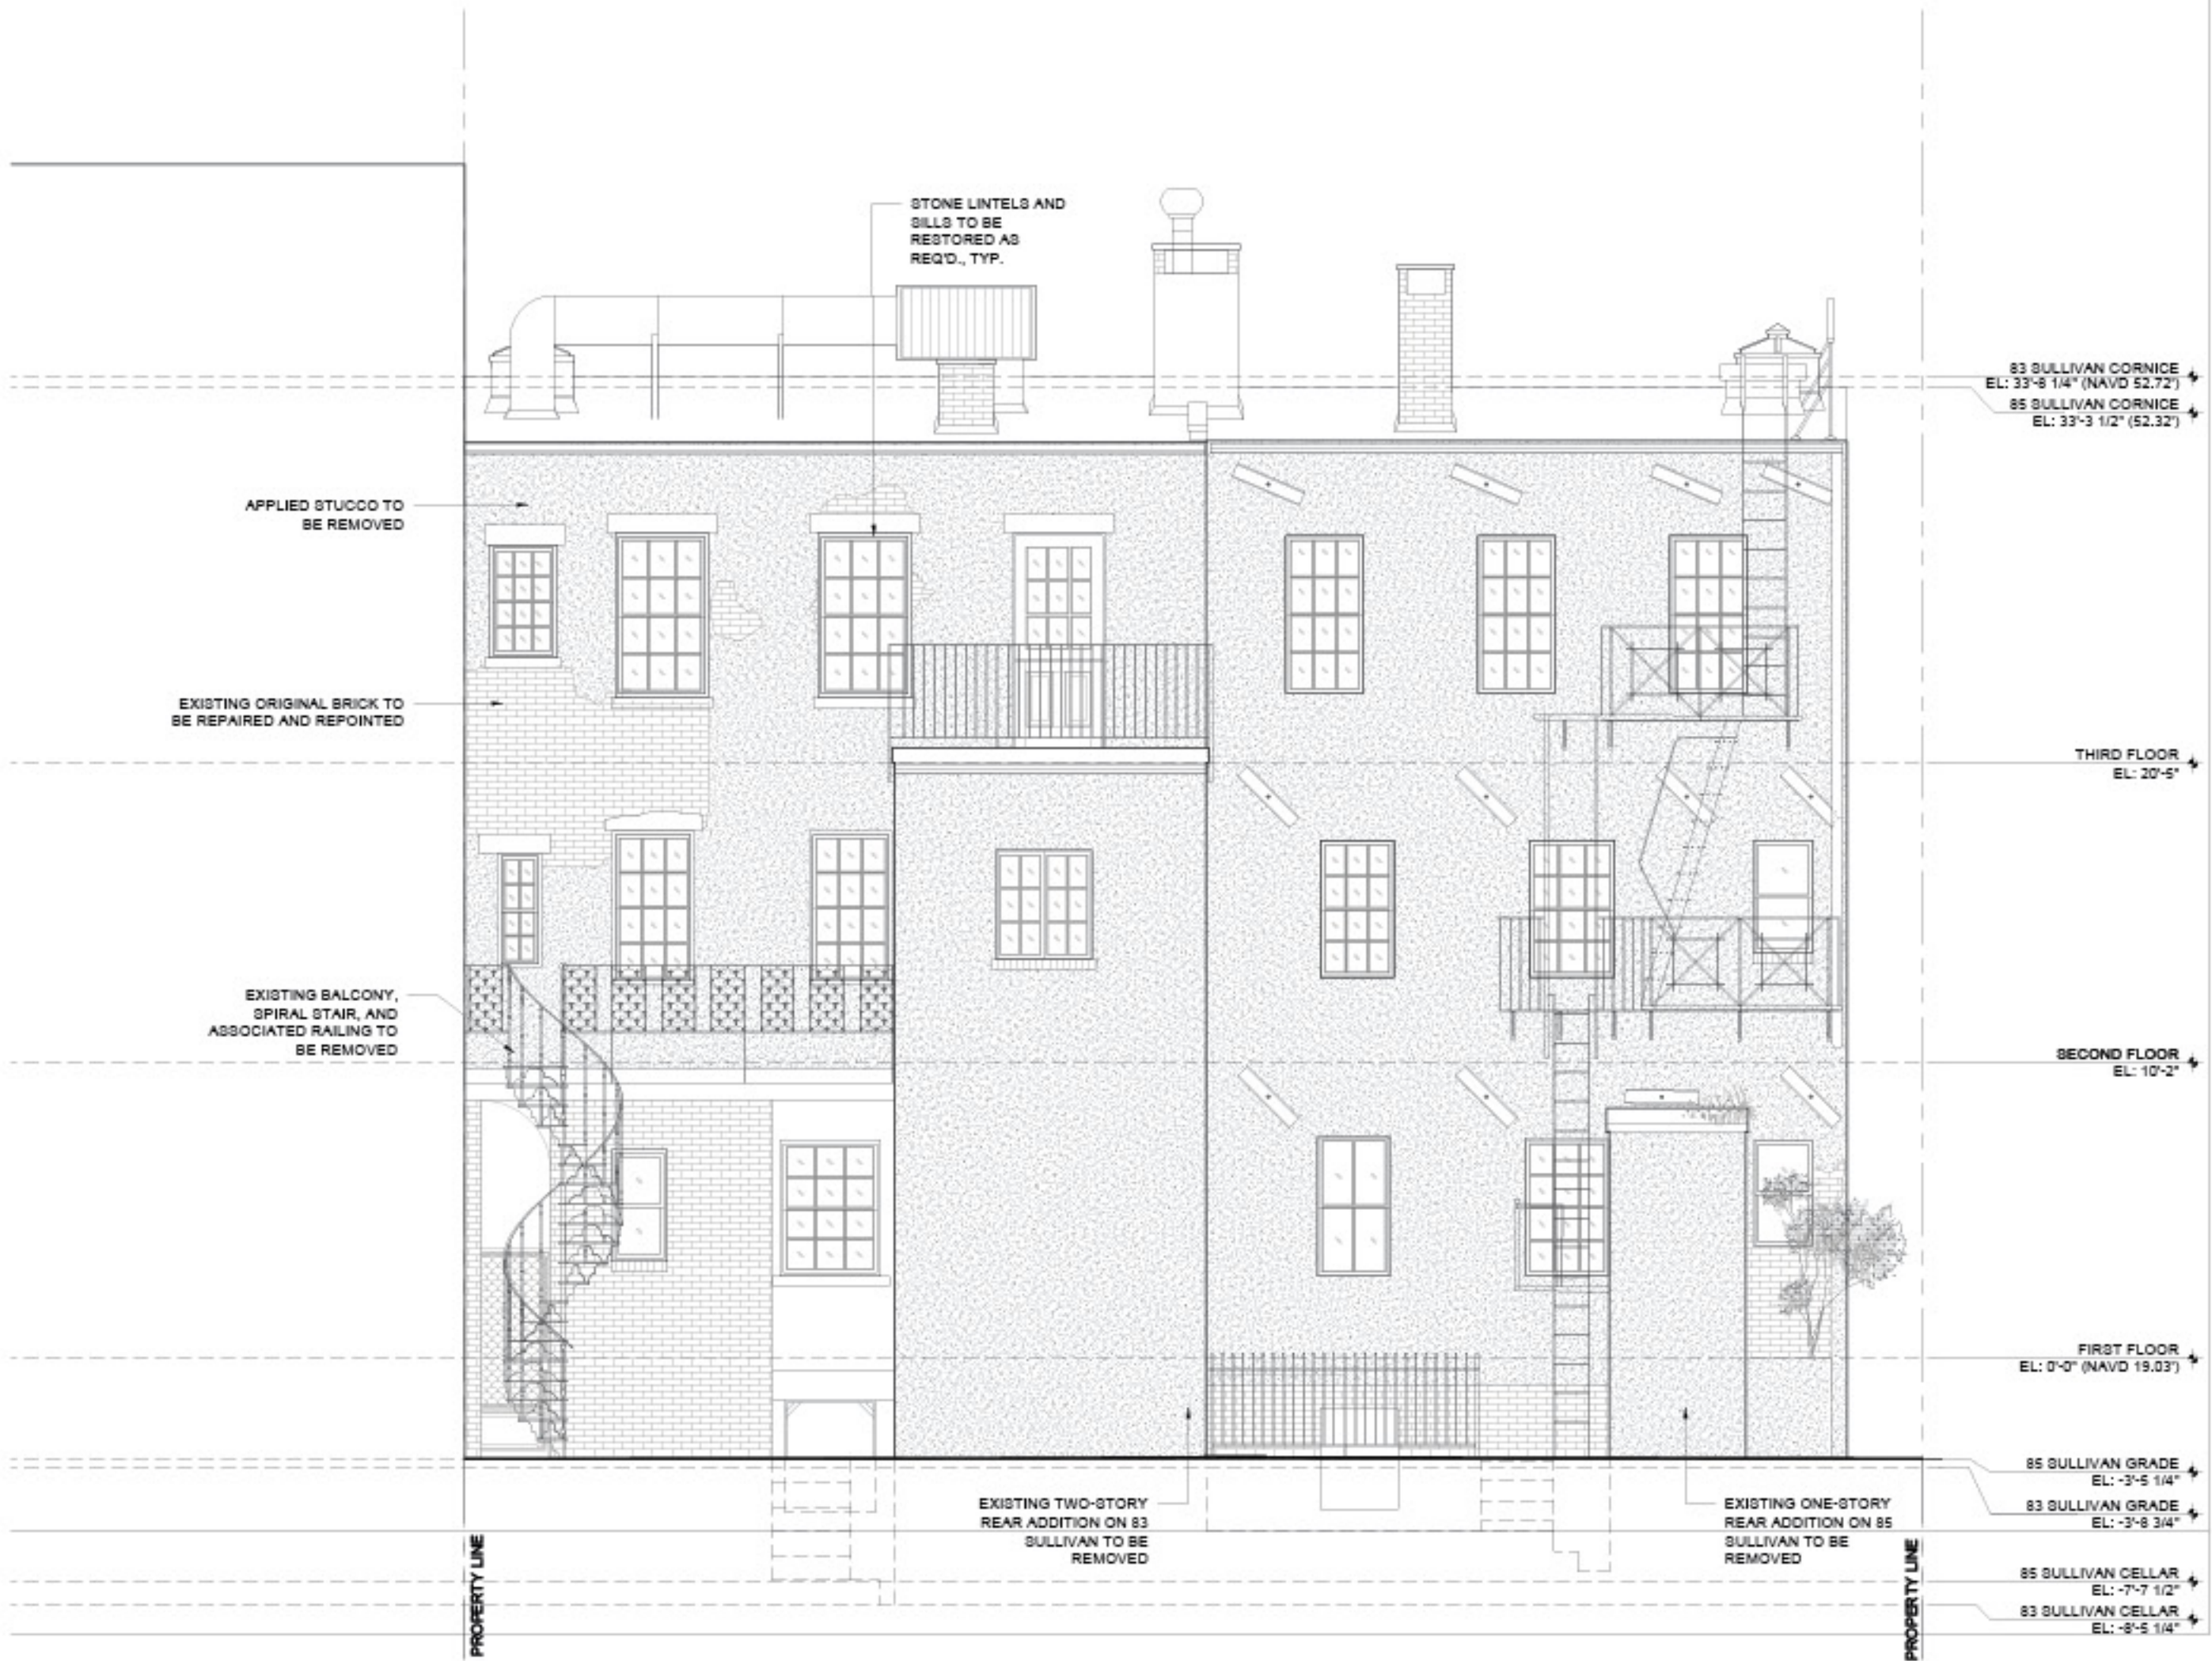 STONE LINTELS AND
SILLS TO BE
RESTORED AS
REQ'D., TYP.
83 SULLIVAN CORNICE
EL: 33'-8 1/4" (NAVD 52.72')
85 SULLIVAN CORNICE
EL: 33'-3 1/2" (52.32')
APPLIED STUCCO TO
BE REMOVED
EXISTING ORIGINAL BRICK TO
BE REPAIRED AND REPOINTED
THIRD FLOOR
EL: 20'-5"
EXISTING BALCONY,
SPIRAL STAIR, AND
ASSOCIATED RAILING TO
BE REMOVED
SECOND FLOOR
EL: 10'-2"
FIRST FLOOR
EL: 0'-0" (NAVD 19.03')
85 SULLIVAN GRADE
EL: -3'-5 1/4"
83 SULLIVAN GRADE
EL: -3'-8 3/4"
EXISTING TWO-STORY
REAR ADDITION ON 83
SULLIVAN TO BE
REMOVED
EXISTING ONE-STORY
REAR ADDITION ON 85
SULLIVAN TO BE
REMOVED
85 SULLIVAN CELLAR
EL: -7'-7 1/2"
83 SULLIVAN CELLAR
EL: -8'-5 1/4"
PROPERTY LINE
PROPERTY LINE